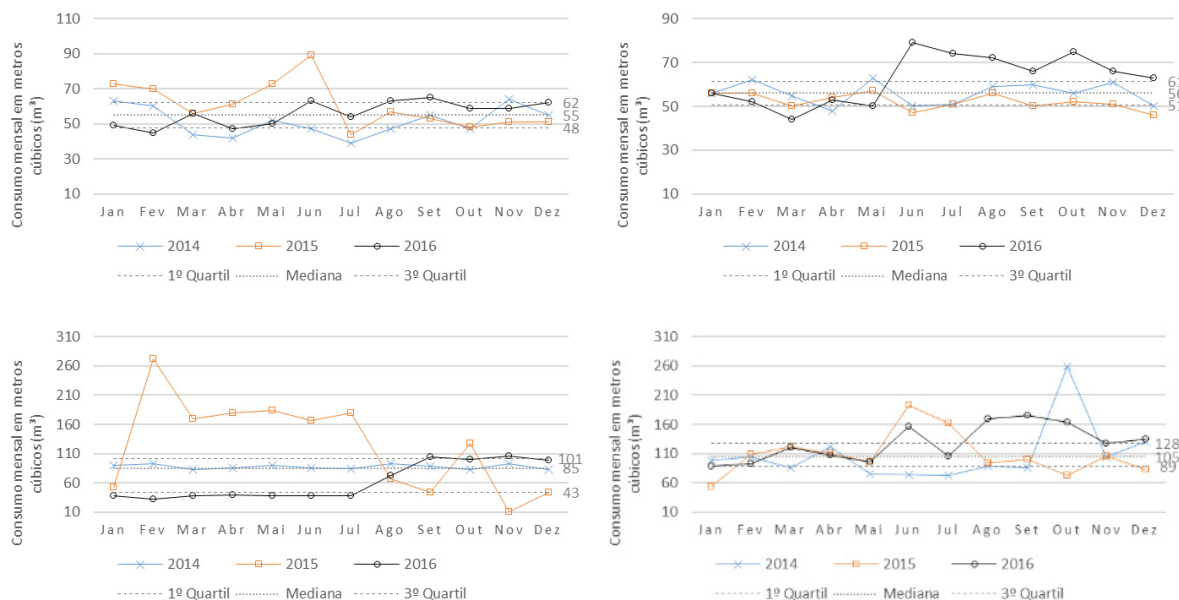 Consumo mensal em metros cúbicos (m³)
110
90
70
50
30
10
62
55
48
Jan Fev Mar Abr Mai Jun Jul Ago Set Out Nov Dez
2014 2015 2016
1º Quartil Mediana 3º Quartil
Consumo mensal em metros cúbicos (m³)
90
70
50
30
10
61
56
51
Jan Fev Mar Abr Mai Jun Jul Ago Set Out Nov Dez
2014 2015 2016
1º Quartil Mediana 3º Quartil
Consumo mensal em metros cúbicos (m³)
310
260
210
160
110
60
10
101
85
43
Jan Fev Mar Abr Mai Jun Jul Ago Set Out Nov Dez
2014 2015 2016
1º Quartil Mediana 3º Quartil
Consumo mensal em metros cúbicos (m³)
310
260
210
160
110
60
10
128
105
89
Jan Fev Mar Abr Mai Jun Jul Ago Set Out Nov Dez
2014 2015 2016
1º Quartil Mediana 3º Quartil